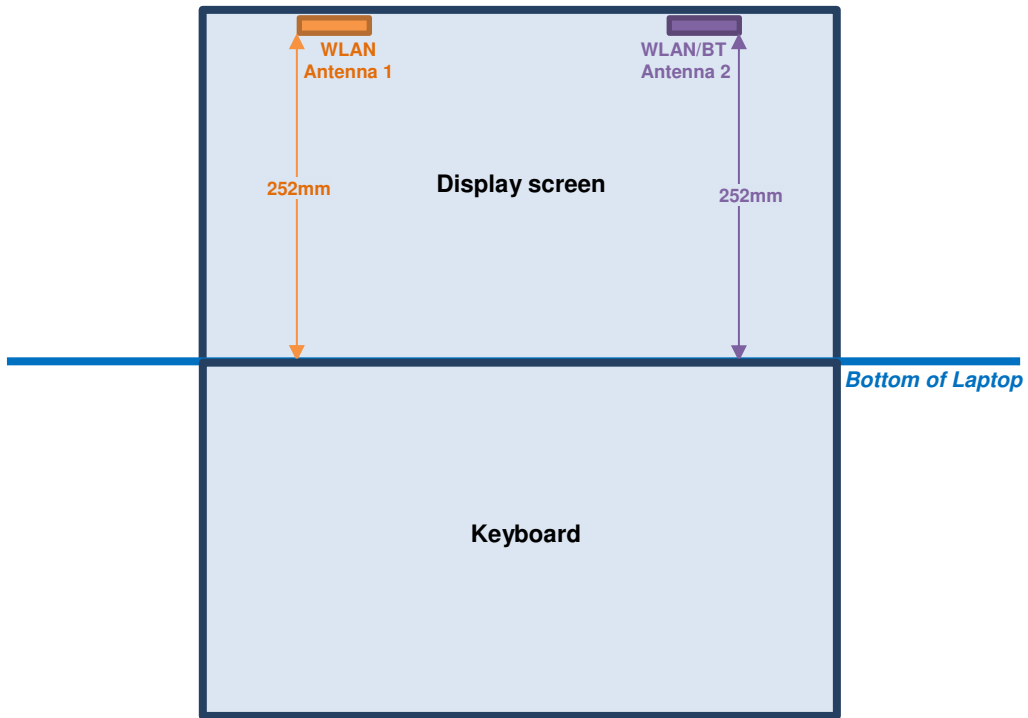 WLAN
Antenna 1
WLAN/BT
Antenna 2
252mm
Display screen
252mm
Bottom of Laptop
Keyboard